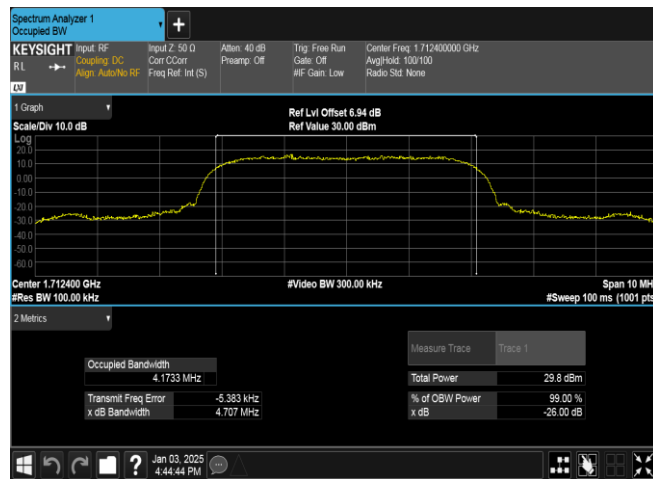 Spectrum Analyzer 1
Occupied BW
+
KEYSIGHT
RL
Input: RF
Coupling: DC
Align: Auto/No RF
Input Z: 50 Ω
Corr CCorr
Freq Ref: Int (S)
Atten: 40 dB
Preamp: Off
Trig: Free Run
Gate: Off
#IF Gain: Low
Center Freq: 1.712400000 GHz
Avg|Hold: 100/100
Radio Std: None
LXI
1 Graph
Scale/Div 10.0 dB
Ref Lvl Offset 6.94 dB
Ref Value 30.00 dBm
Log
20.0
10.0
0.00
-10.0
-20.0
-30.0
-40.0
-50.0
-60.0
Center 1.712400 GHz
#Video BW 300.00 kHz
Span 10 MH
#Res BW 100.00 kHz
#Sweep 100 ms (1001 pts
2 Metrics
Measure Trace Trace 1
Occupied Bandwidth
4.1733 MHz
Total Power 29.8 dBm
Transmit Freq Error -5.383 kHz
% of OBW Power 99.00 %
x dB Bandwidth 4.707 MHz
x dB -26.00 dB
?
Jan 03, 2025
4:44:44 PM